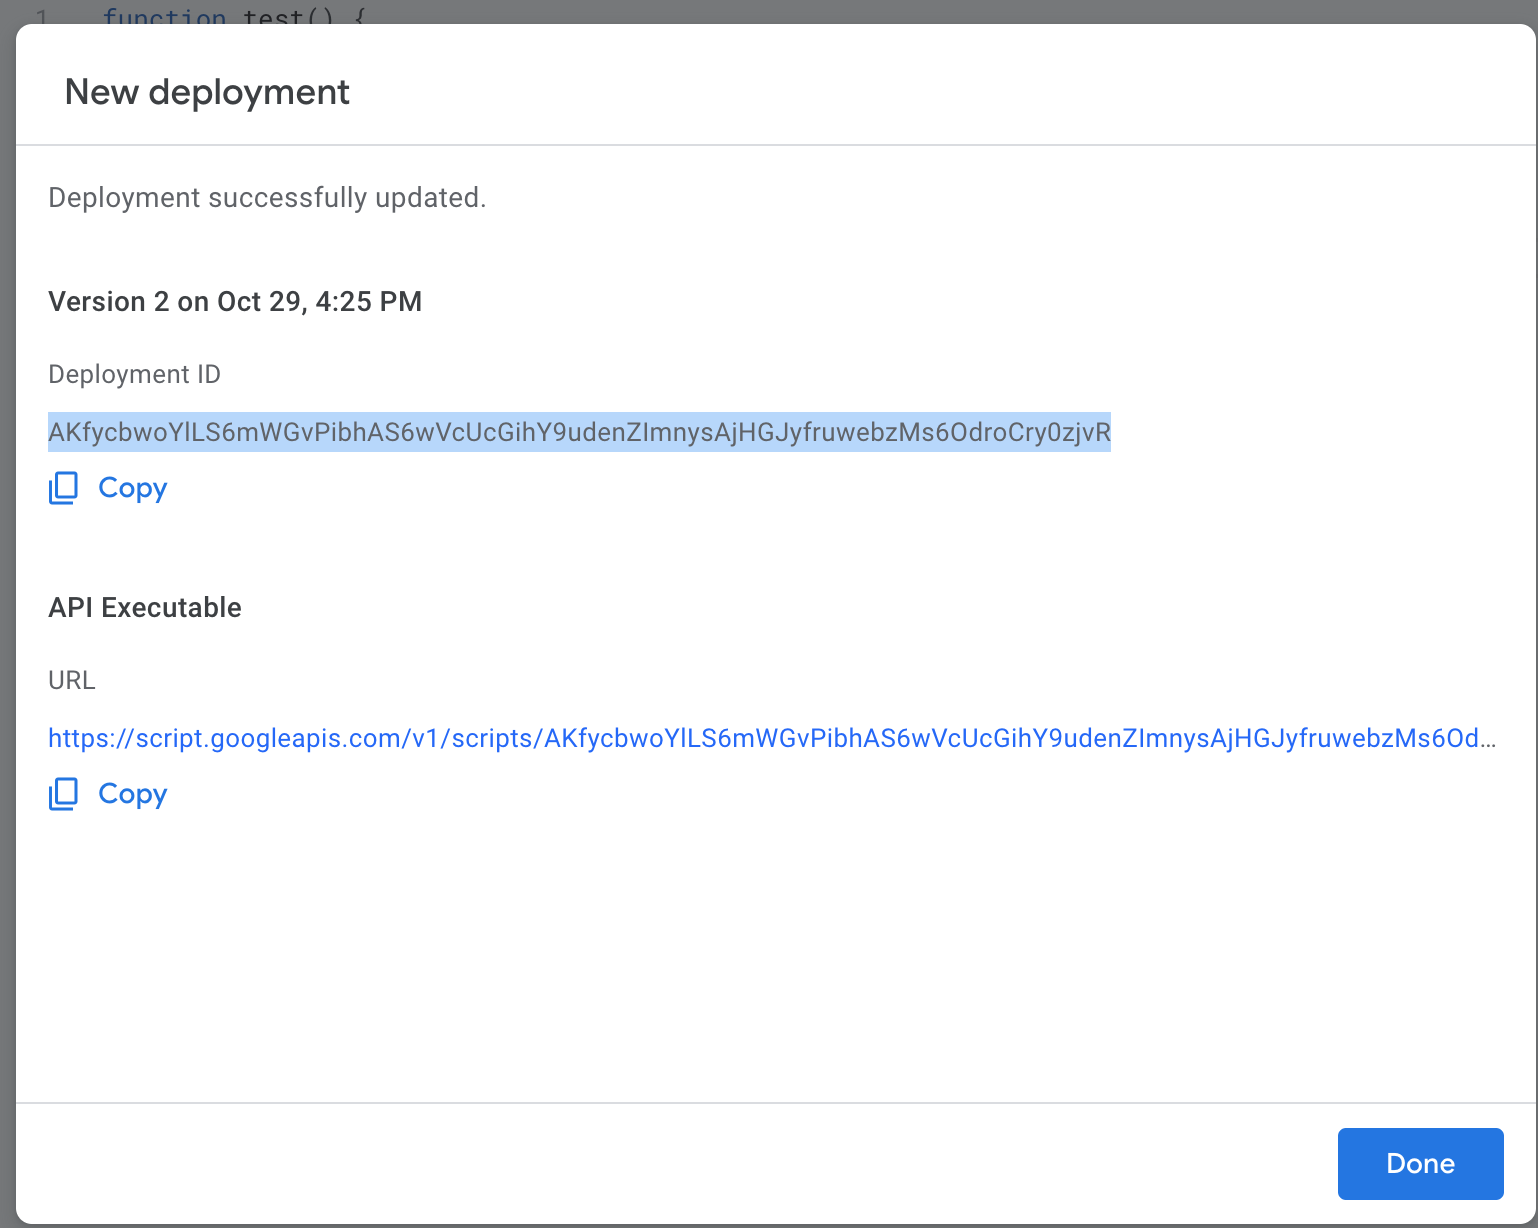 1 function test() {
New deployment
Deployment successfully updated.
Version 2 on Oct 29, 4:25 PM
Deployment ID
AKfycbwoYlLS6mWGvPibhAS6wVcUcGihY9udenZImnysAjHGJyfruwebzMs6OdroCry0zjvR
Copy
API Executable
URL
https://script.googleapis.com/v1/scripts/AKfycbwoYlLS6mWGvPibhAS6wVcUcGihY9udenZImnysAjHGJyfruwebzMs6Od...
Copy
Done